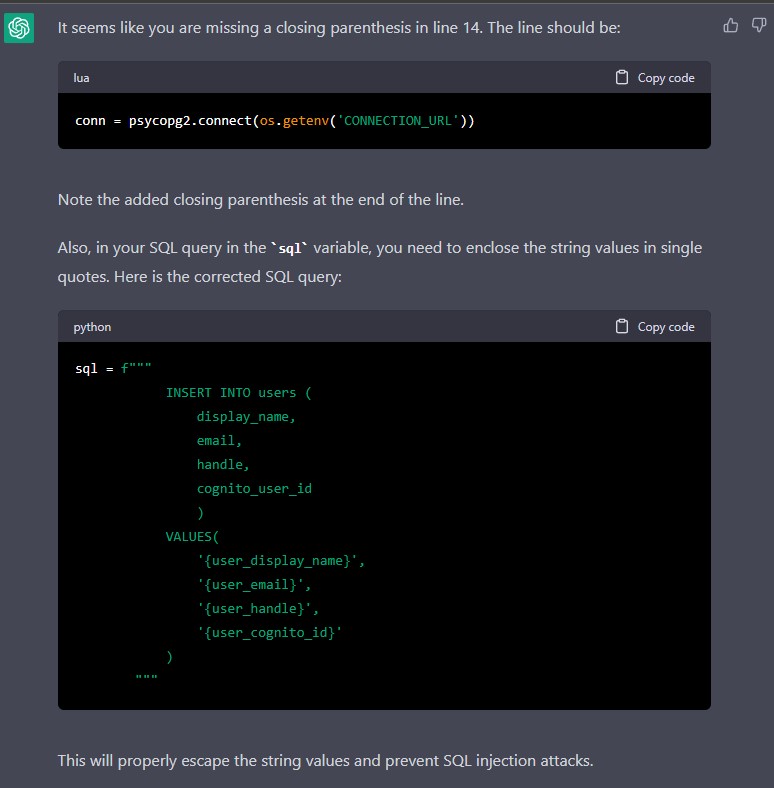 It seems like you are missing a closing parenthesis in line 14. The line should be:
lua
Copy code
conn = psycopg2.connect(os.getenv('CONNECTION_URL'))
Note the added closing parenthesis at the end of the line.
Also, in your SQL query in the `sql` variable, you need to enclose the string values in single
quotes. Here is the corrected SQL query:
python
Copy code
sql = f"""
INSERT INTO users (
display_name,
email,
handle,
cognito_user_id
)
VALUES(
'{user_display_name}',
'{user_email}',
'{user_handle}',
'{user_cognito_id}'
)
"""
This will properly escape the string values and prevent SQL injection attacks.